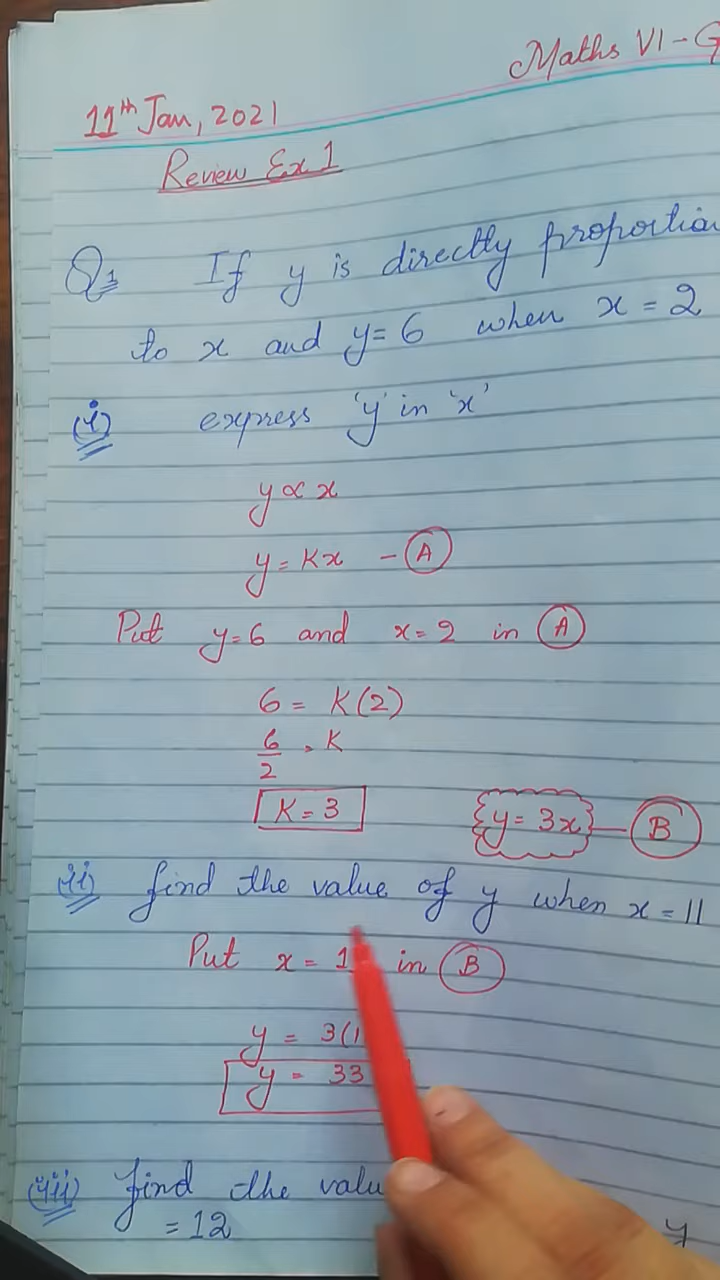 Maths VI - G
11th Jan, 2021
Review Ex 1
Q1 If y is directly proportion
to x and y = 6 when x = 2
(i) express 'y' in 'x'
y ∝ x
y = Kx - (A)
Put y = 6 and x = 2 in (A)
6 = K(2)
6/2 = K
K = 3 y = 3x - (B)
(ii) find the value of y when x = 11
Put x = 1 in (B)
y = 3(1
y = 33
(iii) find the valu
y
= 12